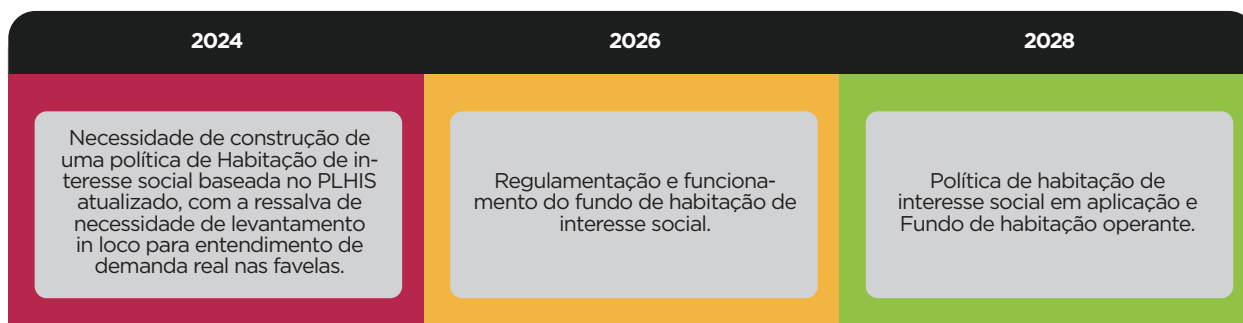 2024
2026
2028
Necessidade de construção de
uma política de Habitação de in-
teresse social baseada no PLHIS
atualizado, com a ressalva de
necessidade de levantamento
in loco para entendimento de
demanda real nas favelas.
Regulamentação e funciona-
mento do fundo de habitação de
interesse social.
Política de habitação de
interesse social em aplicação e
Fundo de habitação operante.